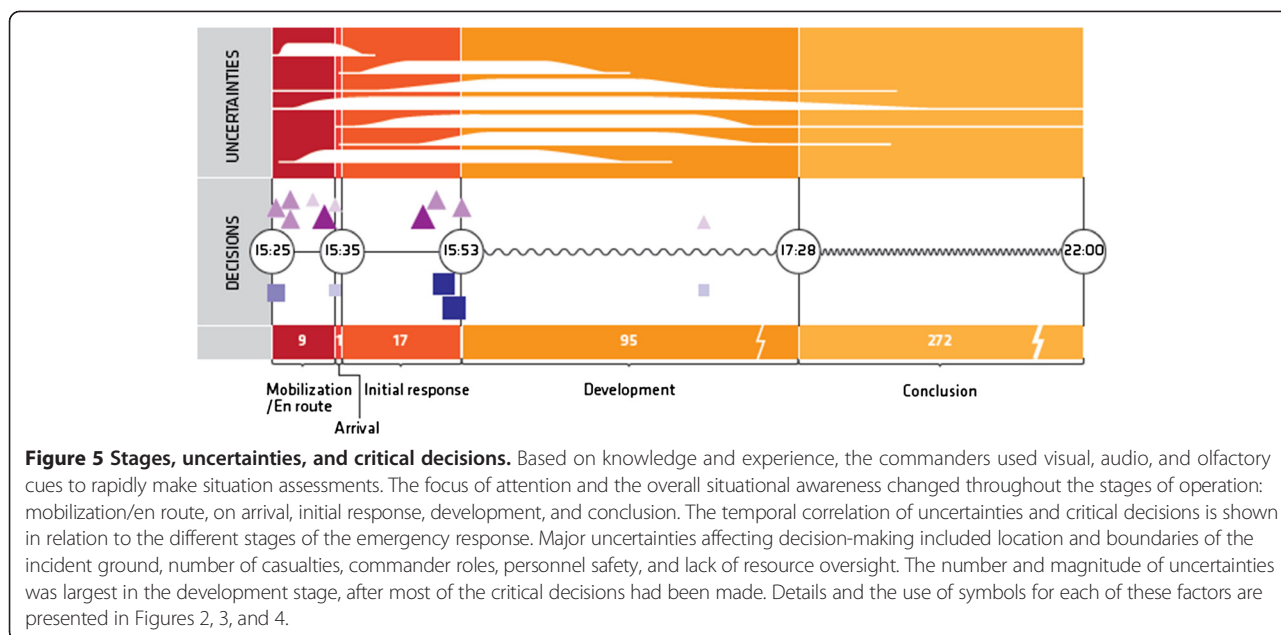 UNCERTAINTIES
DECISIONS
15:25
15:35
15:53
17:28
22:00
9
1
17
95
272
Mobilization
/En route
Arrival
Initial response
Development
Conclusion
Figure 5 Stages, uncertainties, and critical decisions. Based on knowledge and experience, the commanders used visual, audio, and olfactory
cues to rapidly make situation assessments. The focus of attention and the overall situational awareness changed throughout the stages of operation:
mobilization/en route, on arrival, initial response, development, and conclusion. The temporal correlation of uncertainties and critical decisions is shown
in relation to the different stages of the emergency response. Major uncertainties affecting decision-making included location and boundaries of the
incident ground, number of casualties, commander roles, personnel safety, and lack of resource oversight. The number and magnitude of uncertainties
was largest in the development stage, after most of the critical decisions had been made. Details and the use of symbols for each of these factors are
presented in Figures 2, 3, and 4.